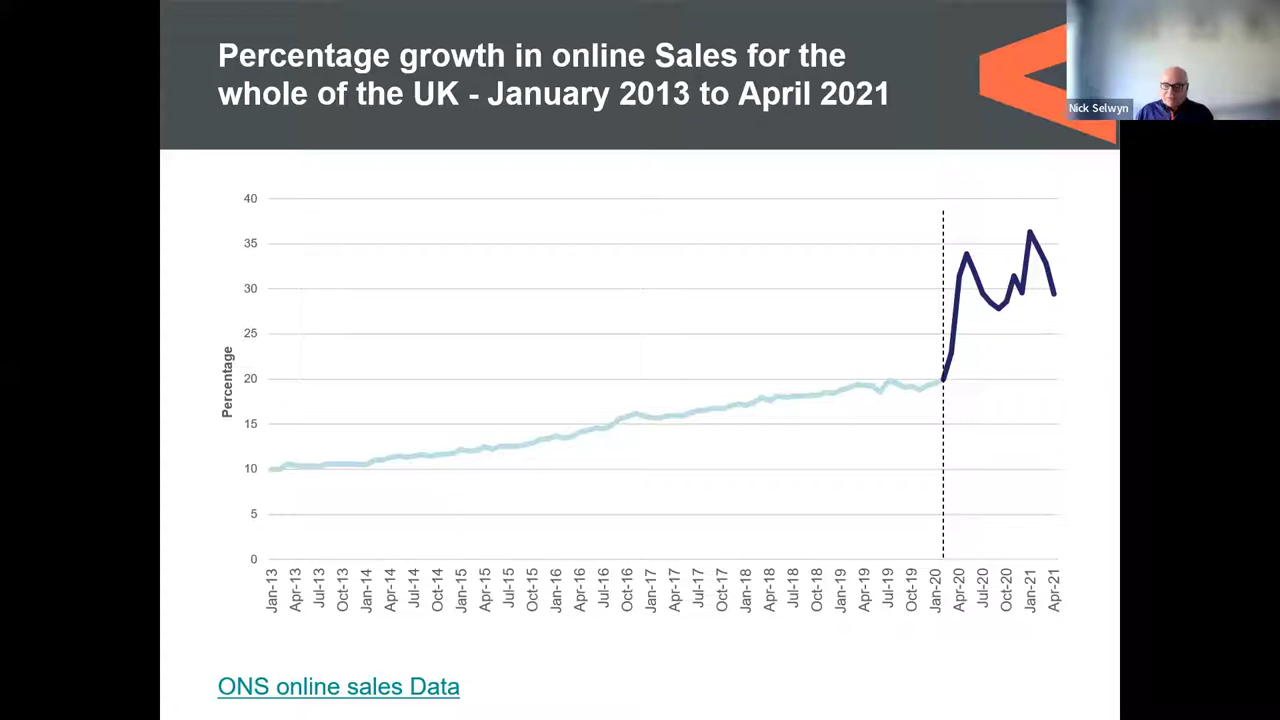 Percentage growth in online Sales for the
whole of the UK - January 2013 to April 2021
Nick Selwyn
40
35
30
25
20
15
10
5
0
Percentage
Jan-13
Apr-13
Jul-13
Oct-13
Jan-14
Apr-14
Jul-14
Oct-14
Jan-15
Apr-15
Jul-15
Oct-15
Jan-16
Apr-16
Jul-16
Oct-16
Jan-17
Apr-17
Jul-17
Oct-17
Jan-18
Apr-18
Jul-18
Oct-18
Jan-19
Apr-19
Jul-19
Oct-19
Jan-20
Apr-20
Jul-20
Oct-20
Jan-21
Apr-21
ONS online sales Data